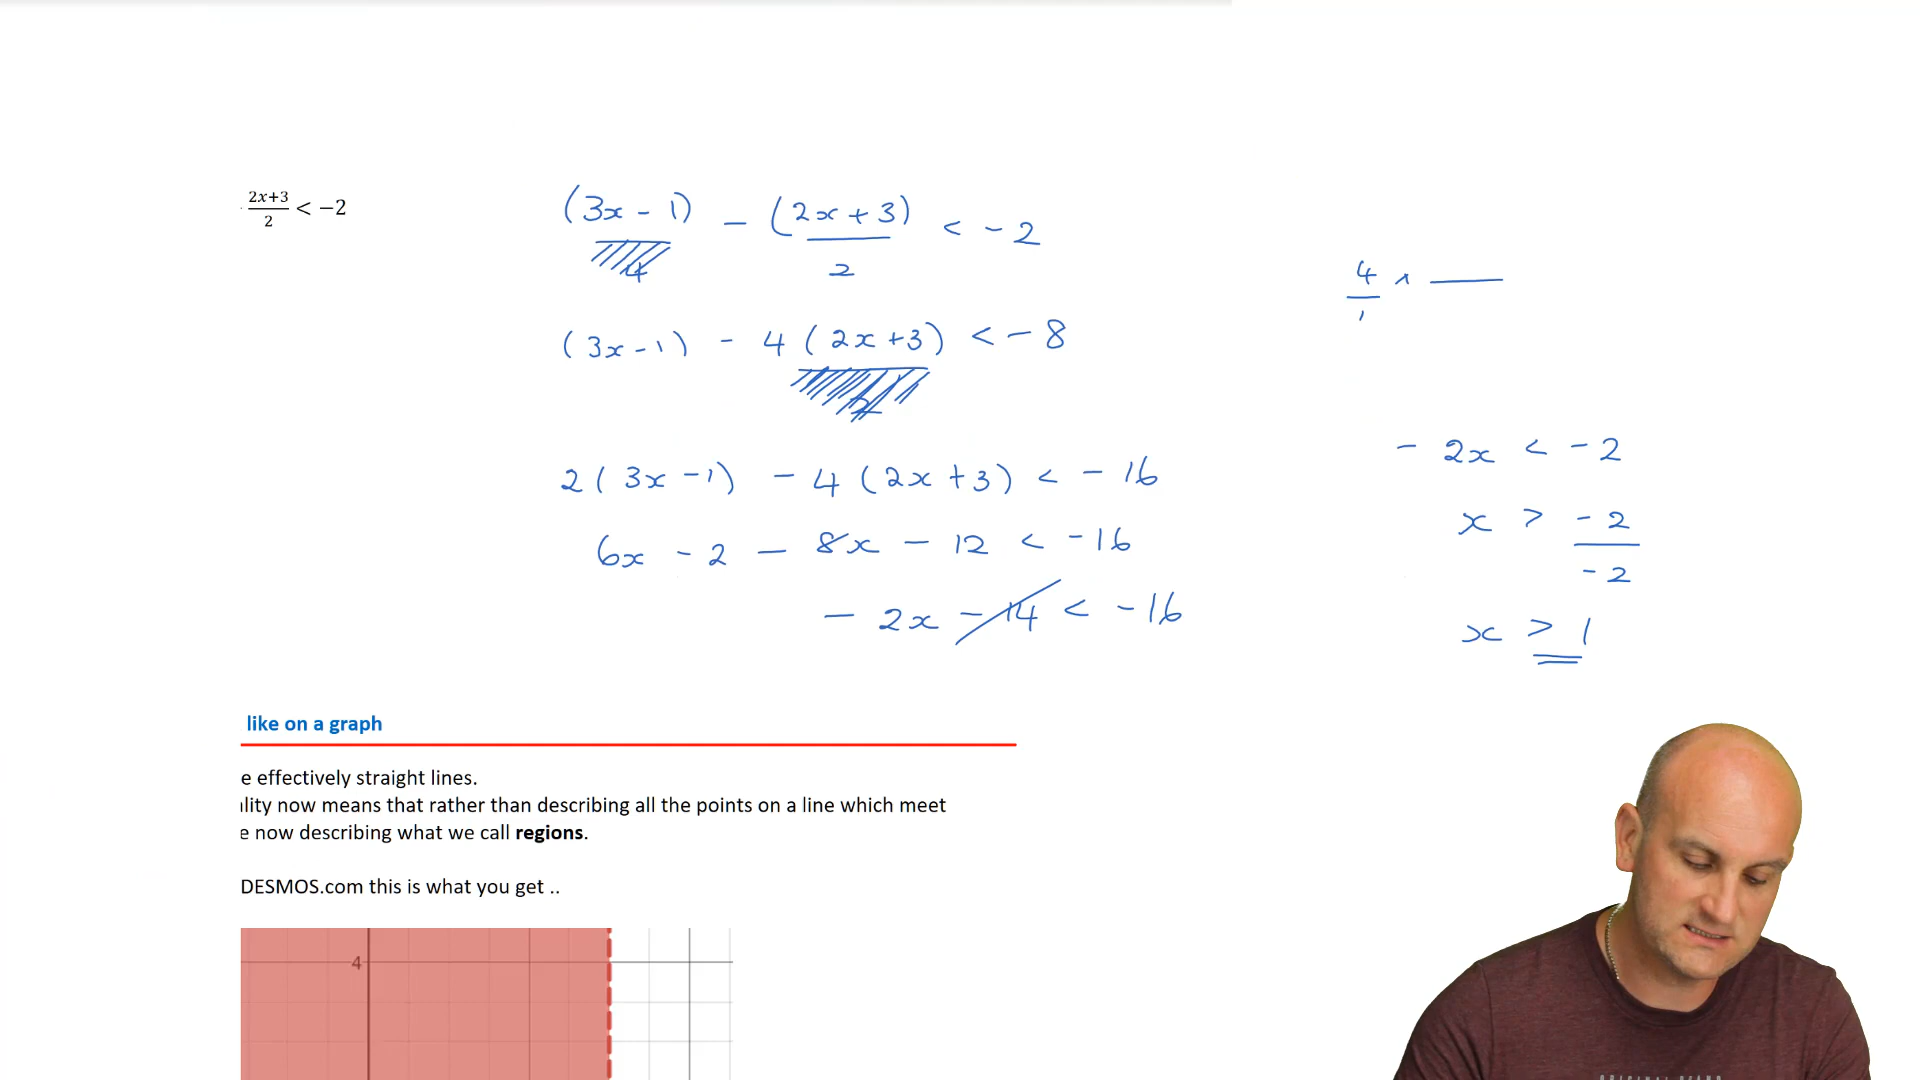 2x+3
2
< −2
(3x - 1)
4
- (2x + 3)
2
< - 2
(3x - 1) - 4 (2x + 3) < - 8
2
2 (3x - 1) - 4 (2x + 3) < - 16
6x - 2 - 8x - 12 < - 16
- 2x - 14 < - 16
4
1
×
- 2x < - 2
x > - 2
- 2
x > 1
like on a graph
e effectively straight lines.
lity now means that rather than describing all the points on a line which meet
e now describing what we call regions.
DESMOS.com this is what you get ..
4